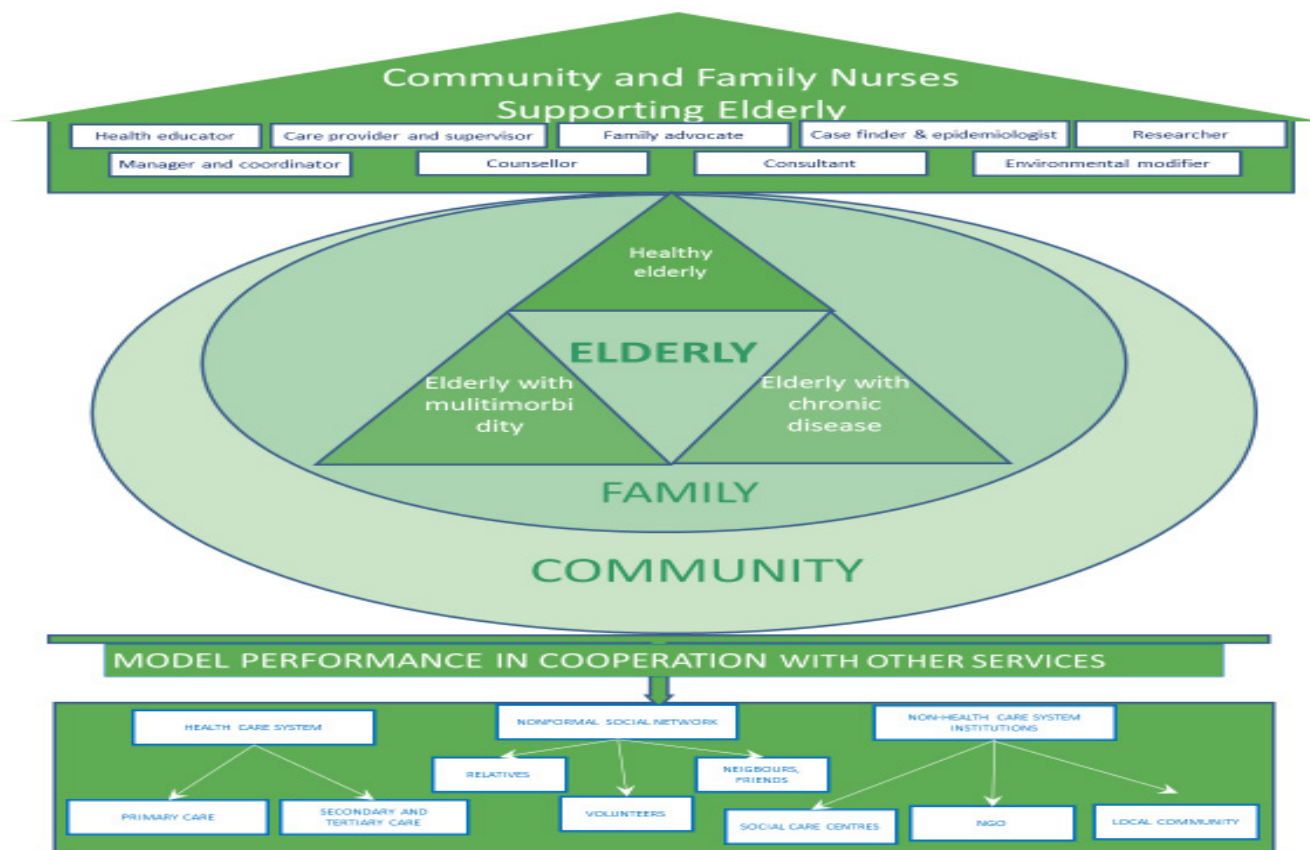 Community and Family Nurses
Supporting Elderly
Health educator
Care provider and supervisor
Family advocate
Case finder & epidemiologist
Researcher
Manager and coordinator
Counsellor
Consultant
Environmental modifier
Healthy
elderly
ELDERLY
Elderly with
mulitimorbi
dity
Elderly with
chronic
disease
FAMILY
COMMUNITY
MODEL PERFORMANCE IN COOPERATION WITH OTHER SERVICES
HEALTH CARE SYSTEM
NONFORMAL SOCIAL NETWORK
NON-HEALTH CARE SYSTEM
INSTITUTIONS
RELATIVES
NEIGBOURS,
FRIENDS
PRIMARY CARE
SECONDARY AND
TERTIARY CARE
VOLUNTEERS
SOCIAL CARE CENTRES
NGO
LOCAL COMMUNITY